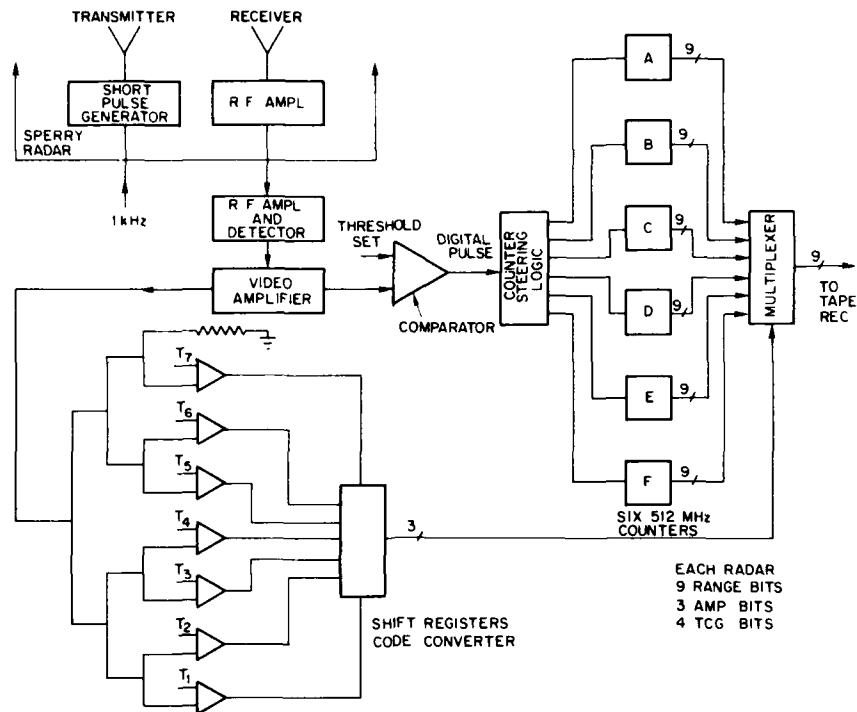 TRANSMITTER
RECEIVER
SHORT
PULSE
GENERATOR
R F AMPL
SPERRY
RADAR
1 kHz
R F AMPL
AND
DETECTOR
VIDEO
AMPLIFIER
THRESHOLD
SET
DIGITAL
PULSE
COMPARATOR
COUNTER
STEERING
LOGIC
A
9
B
9
C
9
D
9
E
9
F
9
SIX 512 MHz
COUNTERS
MULTIPLEXER
9
TO
TAPE
REC
T7
T6
T5
T4
T3
T2
T1
3
SHIFT REGISTERS
CODE CONVERTER
EACH RADAR
9 RANGE BITS
3 AMP BITS
4 TCG BITS